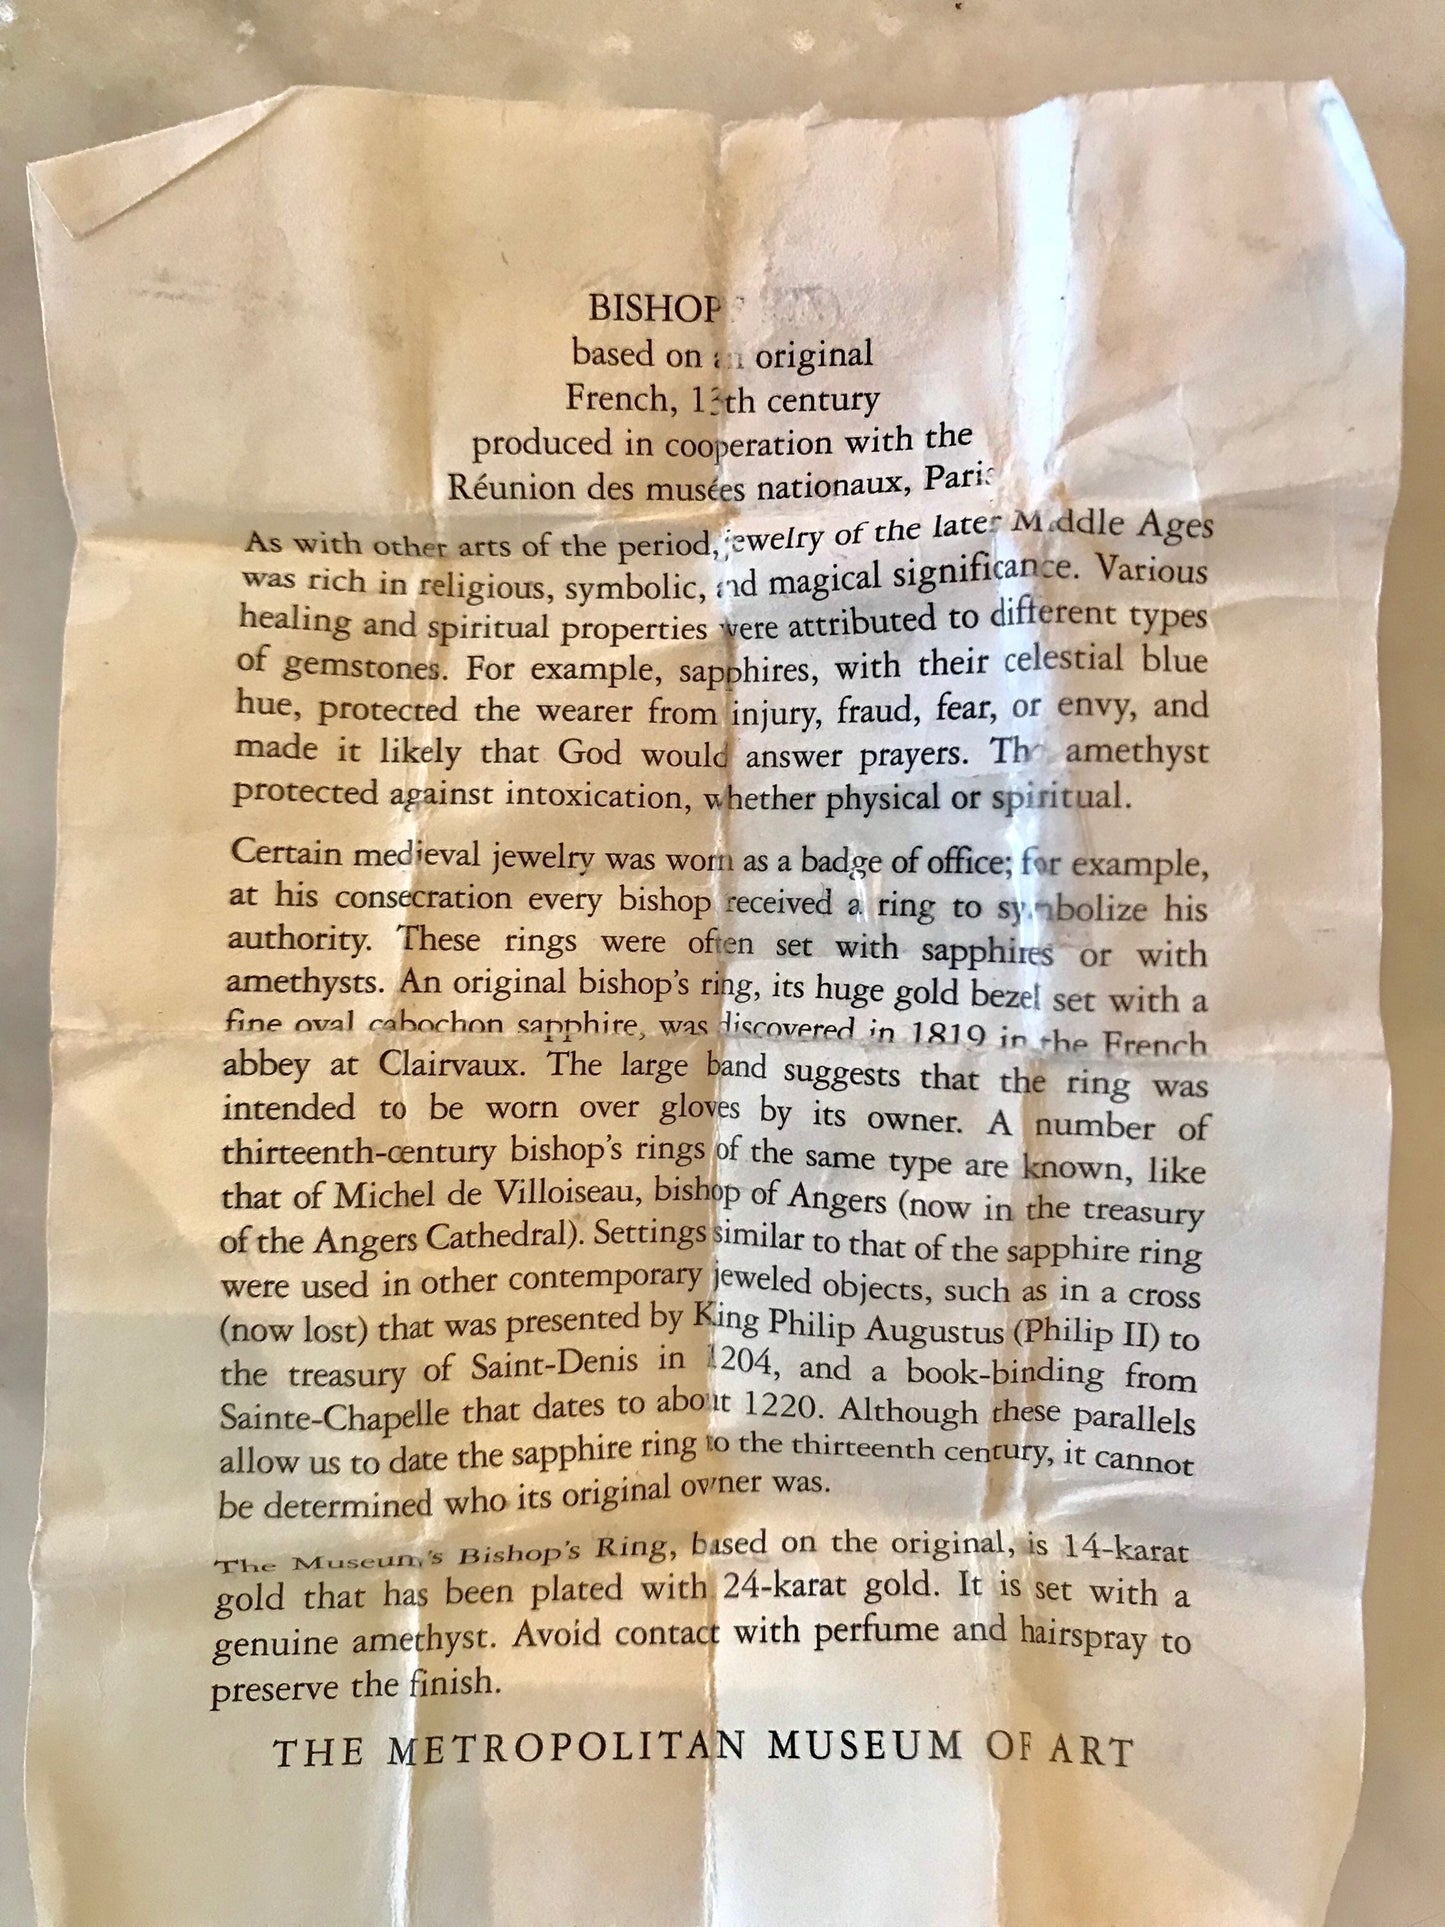 BISHOP'S
based on an original
French, 13th century
produced in cooperation with the
Réunion des musées nationaux, Paris
As with other arts of the period, jewelry of the later Middle Ages
was rich in religious, symbolic, and magical significance. Various
healing and spiritual properties were attributed to different types
of gemstones. For example, sapphires, with their celestial blue
hue, protected the wearer from injury, fraud, fear, or envy, and
made it likely that God would answer prayers. The amethyst
protected against intoxication, whether physical or spiritual.
Certain medieval jewelry was worn as a badge of office; for example,
at his consecration every bishop received a ring to symbolize his
authority. These rings were often set with sapphires or with
amethysts. An original bishop's ring, its huge gold bezel set with a
fine oval cabochon sapphire, was discovered in 1819 in the French
abbey at Clairvaux. The large band suggests that the ring was
intended to be worn over gloves by its owner. A number of
thirteenth-century bishop's rings of the same type are known, like
that of Michel de Villoiseau, bishop of Angers (now in the treasury
of the Angers Cathedral). Settings similar to that of the sapphire ring
were used in other contemporary jeweled objects, such as in a cross
(now lost) that was presented by King Philip Augustus (Philip II) to
the treasury of Saint-Denis in 1204, and a book-binding from
Sainte-Chapelle that dates to about 1220. Although these parallels
allow us to date the sapphire ring to the thirteenth century, it cannot
be determined who its original owner was.
The Museum's Bishop's Ring, based on the original, is 14-karat
gold that has been plated with 24-karat gold. It is set with a
genuine amethyst. Avoid contact with perfume and hairspray to
preserve the finish.
THE METROPOLITAN MUSEUM OF ART